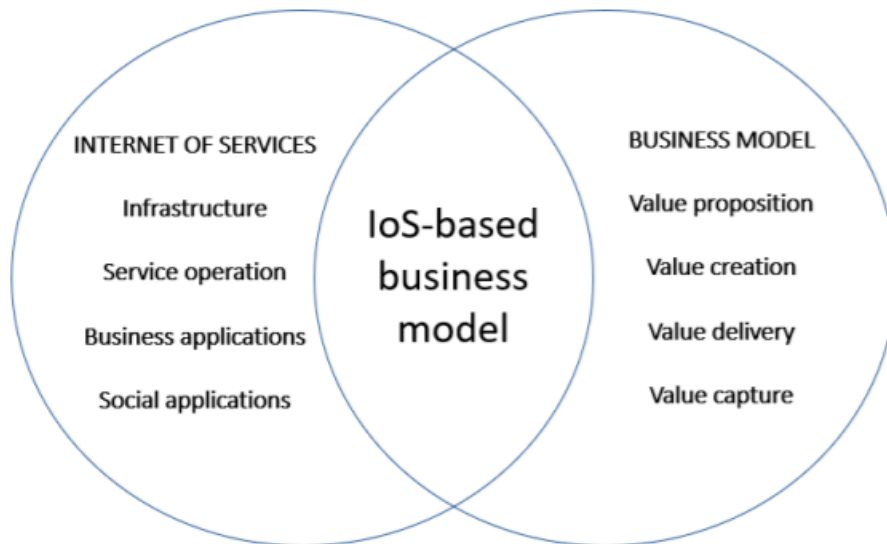 INTERNET OF SERVICES
Infrastructure
Service operation
Business applications
Social applications
IoS-based
business
model
BUSINESS MODEL
Value proposition
Value creation
Value delivery
Value capture